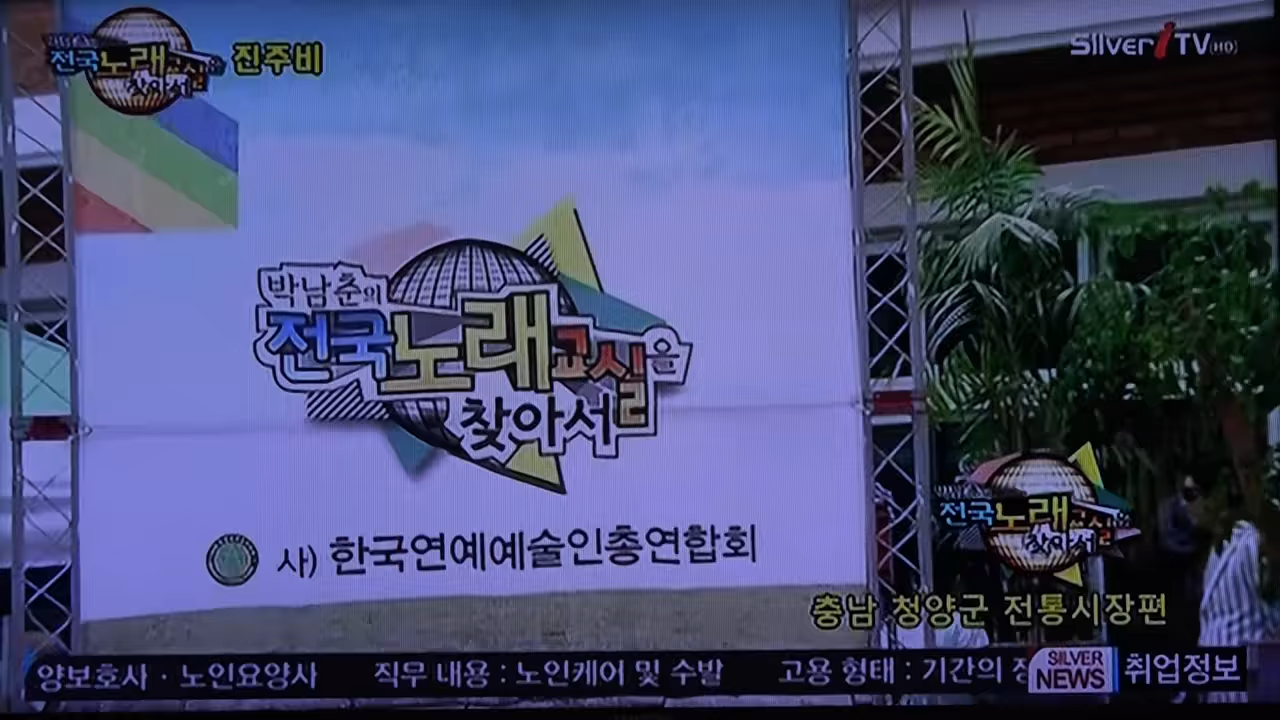 전국노래교실을
찾아서
진주비
Silver i TV (HD)
박남춘의
전국노래교실을
찾아서
사) 한국연예예술인총연합회
전국노래교실을
찾아서
충남 청양군 전통시장편
양보호사 · 노인요양사 직무 내용 : 노인케어 및 수발 고용 형태 : 기간의
SILVER
NEWS
취업정보